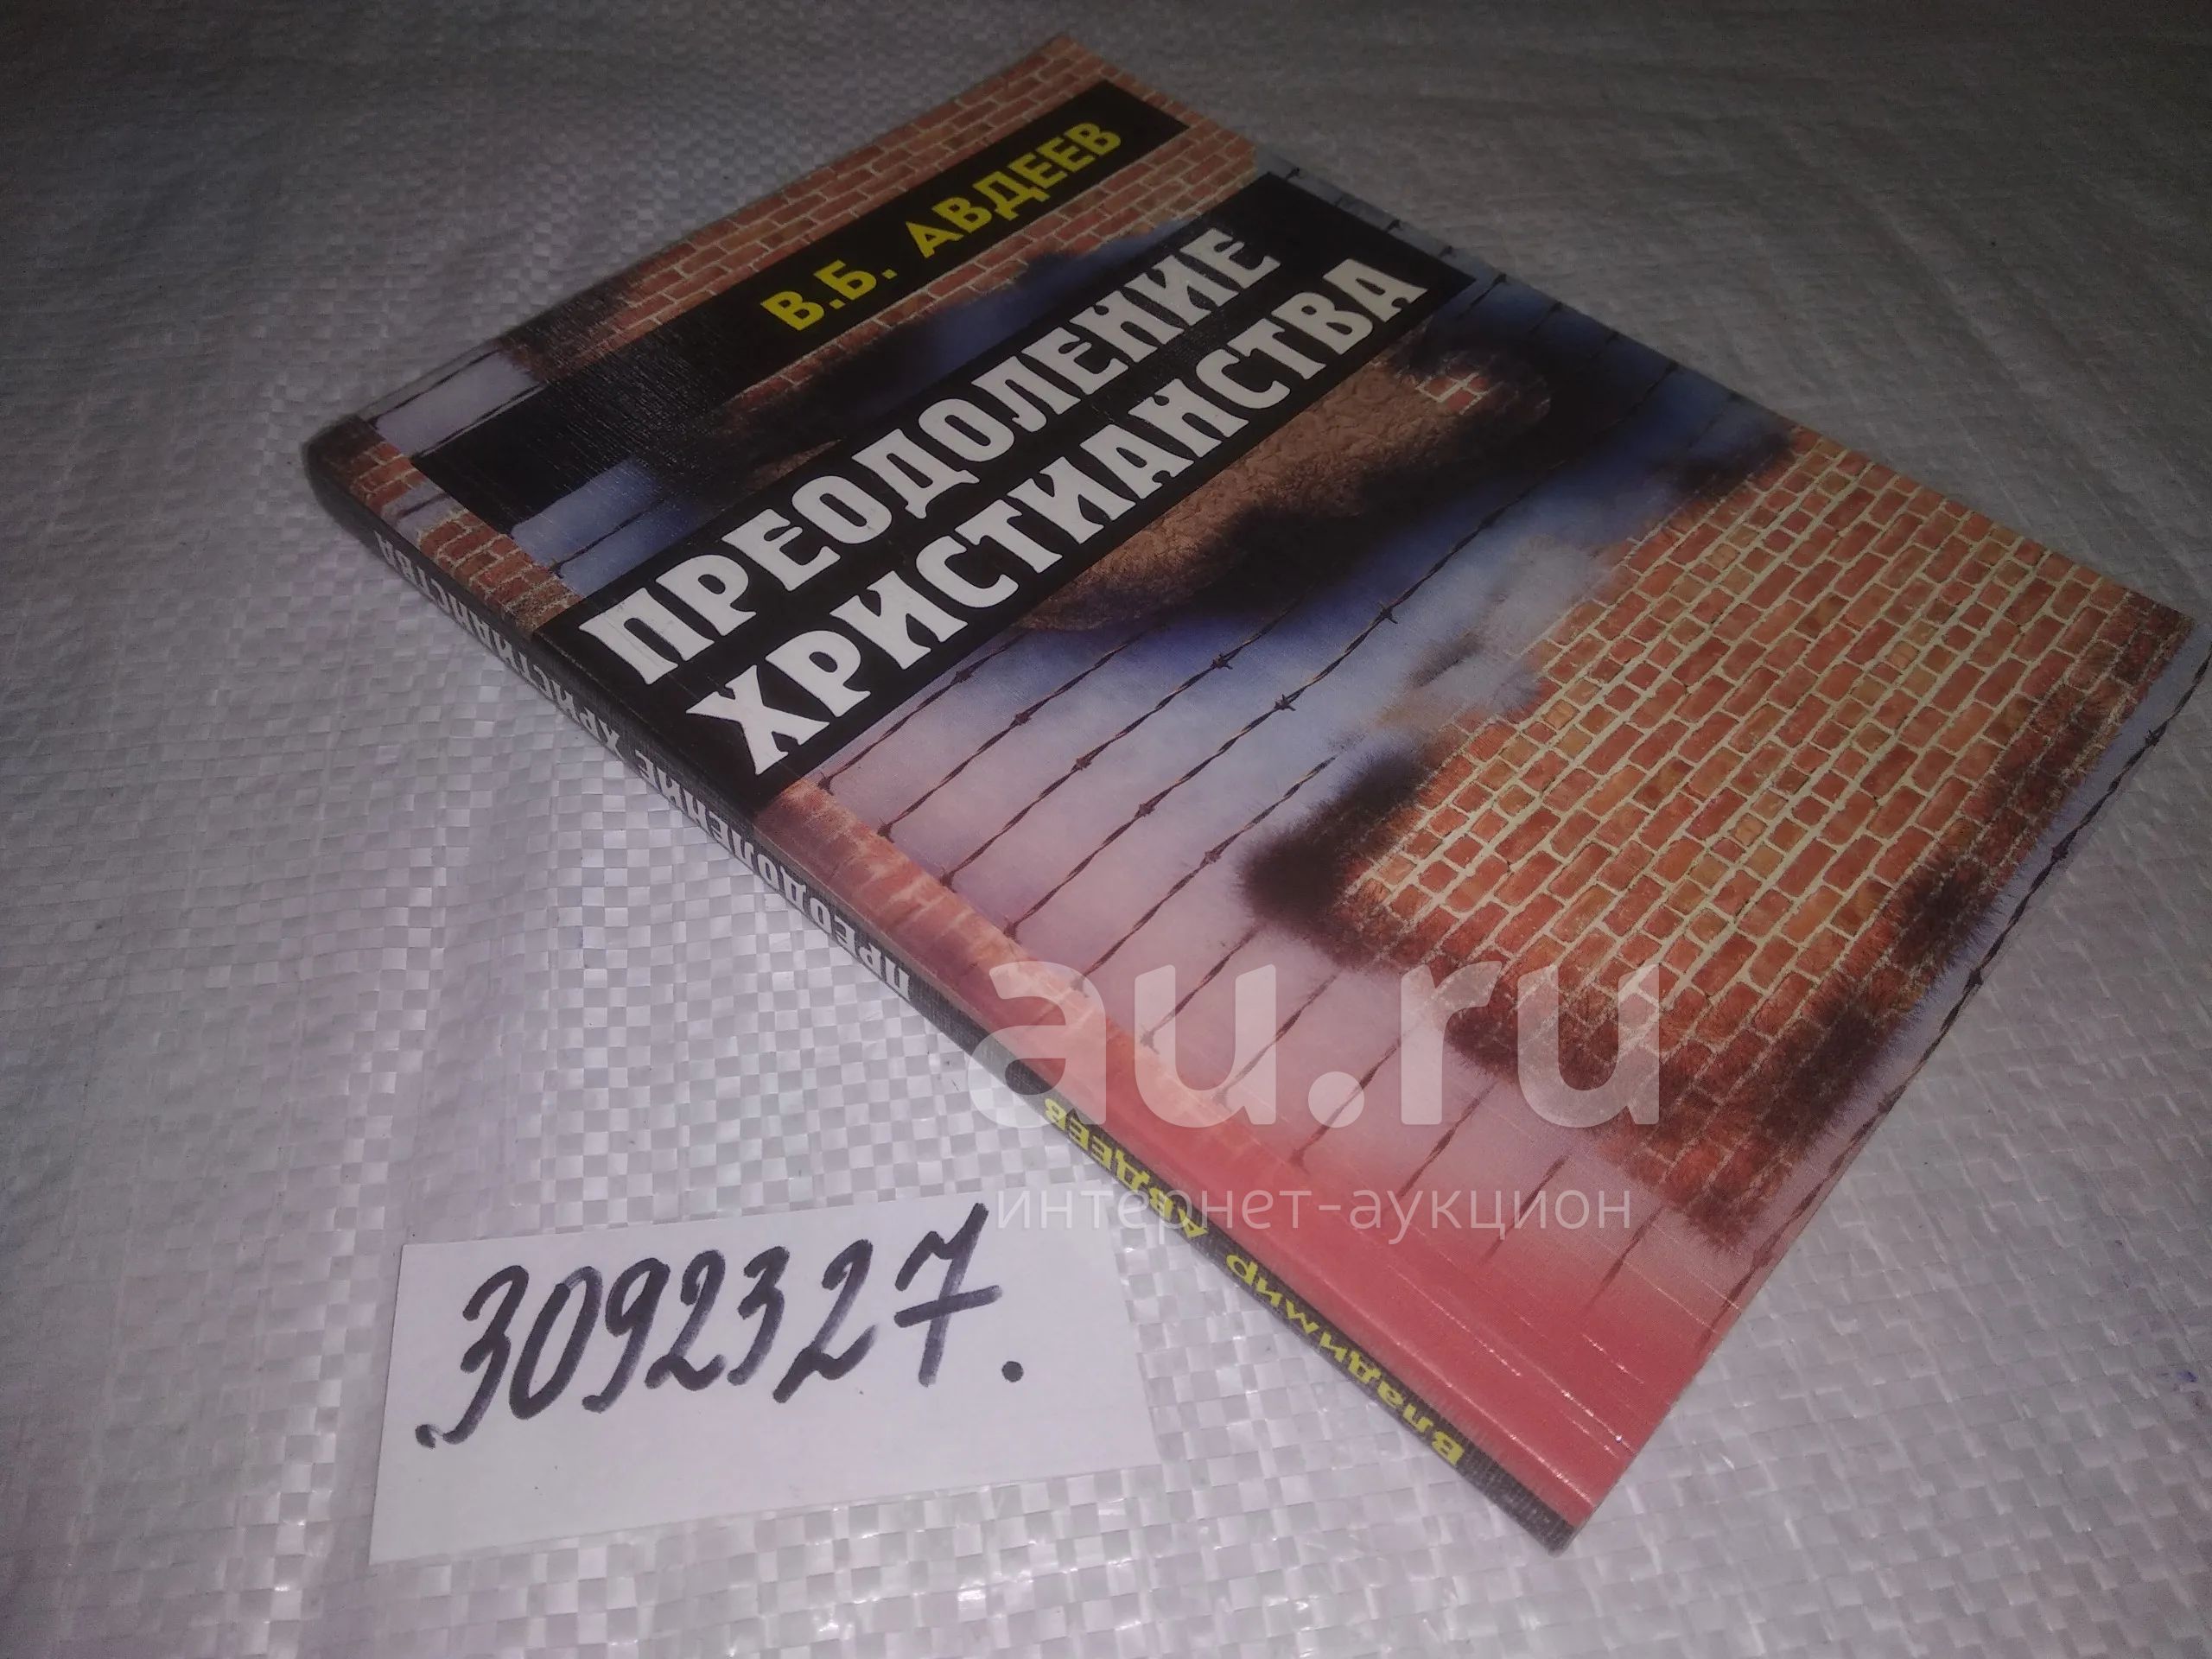 В.Б. АВДЕЕВ
ПРЕОДОЛЕНИЕ
ХРИСТИАНСТВА
Владимир АВДЕЕВ ПРЕОДОЛЕНИЕ ХРИСТИАНСТВА
au.ru
интернет-аукцион
3092327.